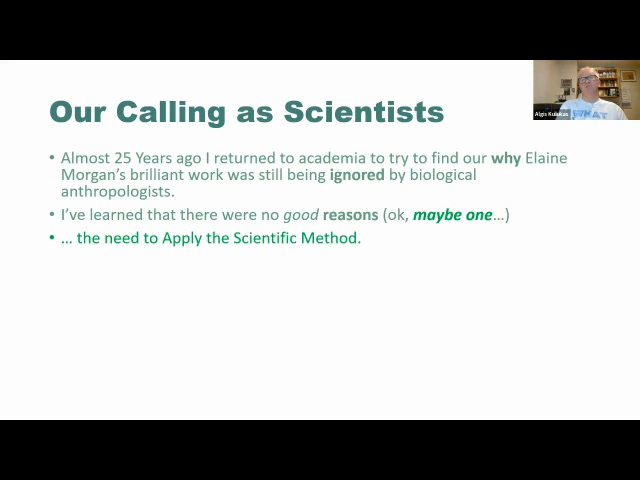 Our Calling as Scientists
• Almost 25 Years ago I returned to academia to try to find our why Elaine
Morgan's brilliant work was still being ignored by biological
anthropologists.
• I've learned that there were no good reasons (ok, maybe one...)
• ... the need to Apply the Scientific Method.
WHAT